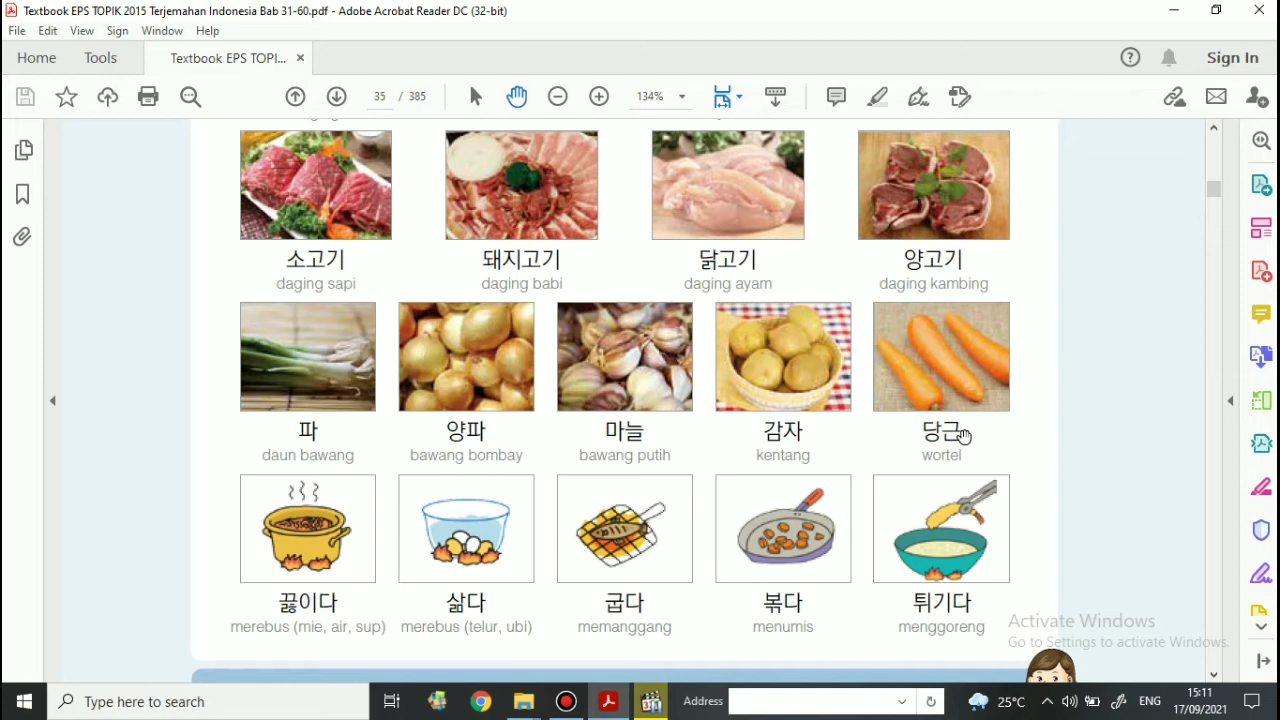 Textbook EPS TOPIK 2015 Terjemahan Indonesia Bab 31-60.pdf - Adobe Acrobat Reader DC (32-bit)
File Edit View Sign Window Help
Home Tools Textbook EPS TOPI... × Sign In
35 / 385 134%
소고기 돼지고기 닭고기 양고기
daging sapi daging babi daging ayam daging kambing
파 양파 마늘 감자 당근
daun bawang bawang bombay bawang putih kentang wortel
끓이다 삶다 굽다 볶다 튀기다
merebus (mie, air, sup) merebus (telur, ubi) memanggang menumis menggoreng
Activate Windows
Go to Settings to activate Windows.
Type here to search Address 25°C ENG 15:11
17/09/2021